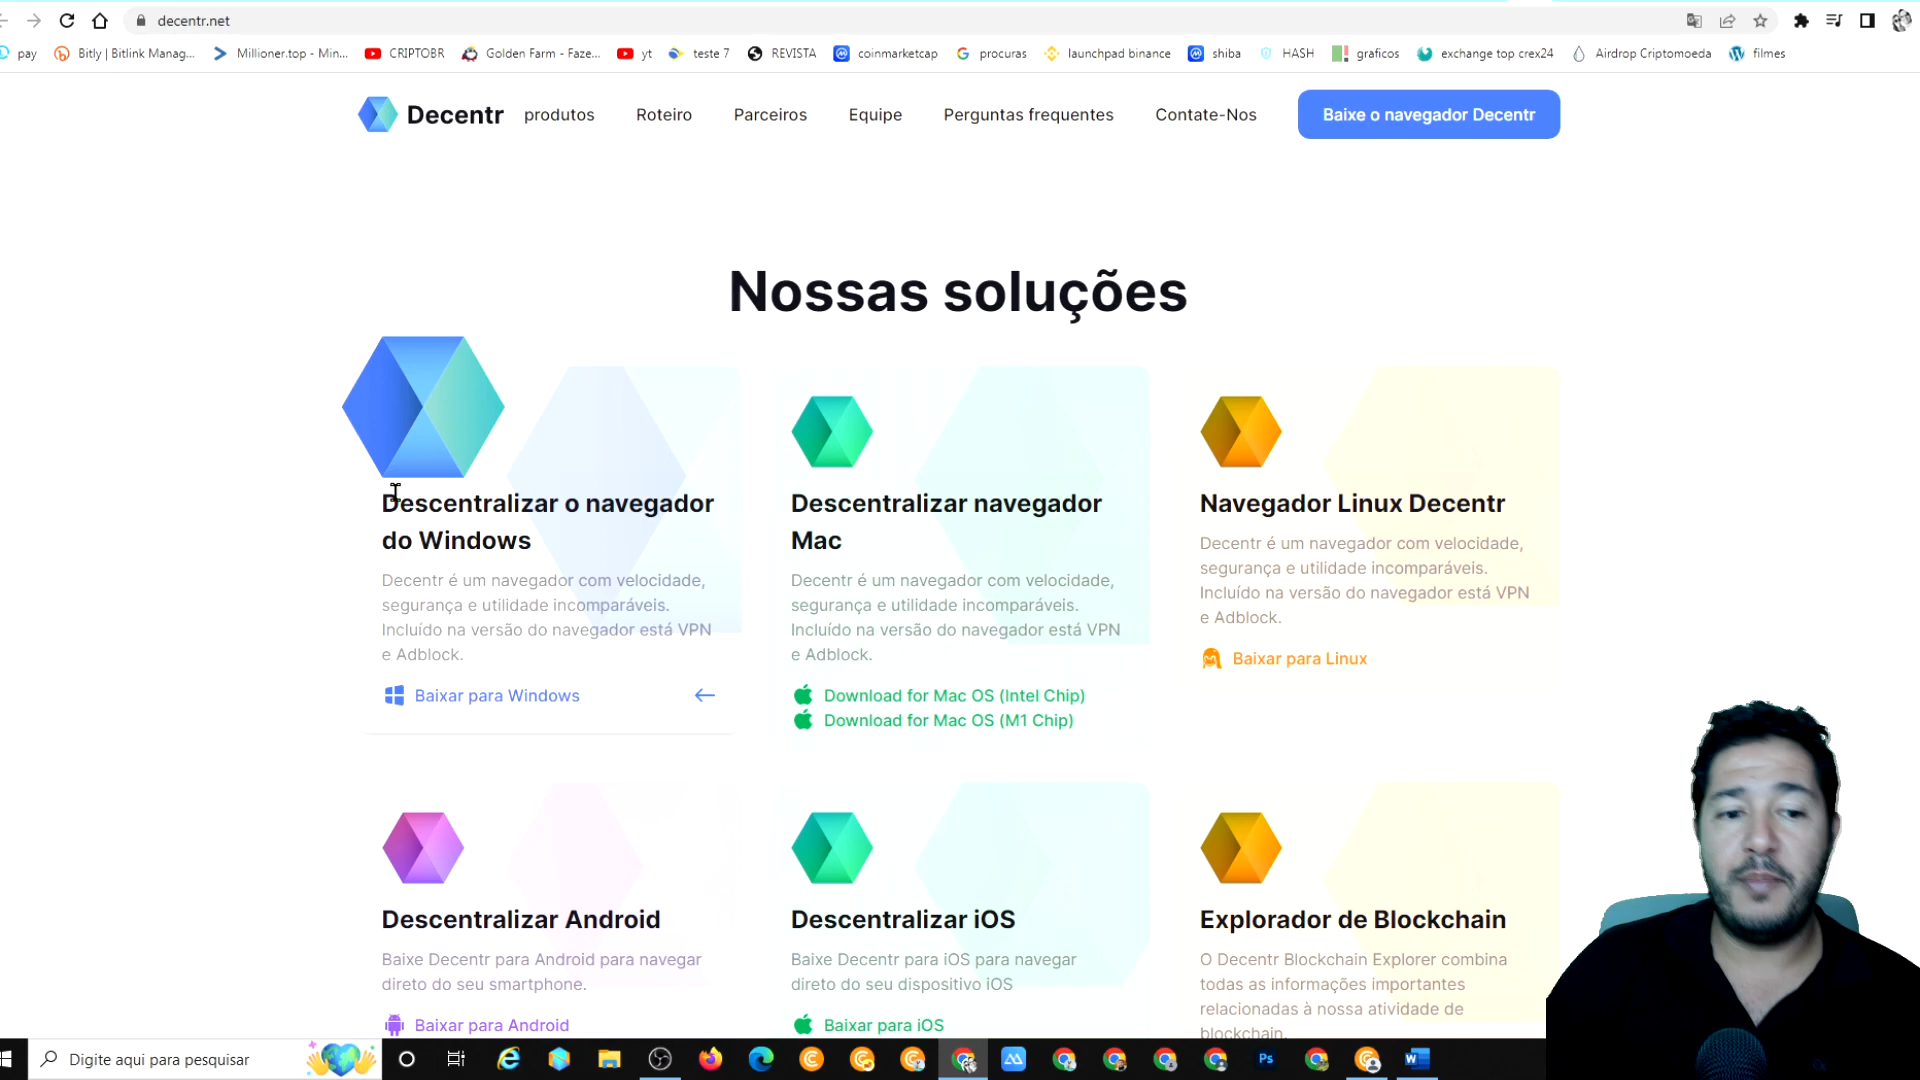 decentr.net
pay
Bitly | Bitlink Manag...
Millioner.top - Min...
CRIPTOBR
Golden Farm - Faze...
yt
teste 7
REVISTA
coinmarketcap
procuras
launchpad binance
shiba
HASH
graficos
exchange top crex24
Airdrop Criptomoeda
filmes
Decentr
produtos
Roteiro
Parceiros
Equipe
Perguntas frequentes
Contate-Nos
Baixe o navegador Decentr
Nossas soluções
Descentralizar o navegador
do Windows
Decentr é um navegador com velocidade,
segurança e utilidade incomparáveis.
Incluído na versão do navegador está VPN
e Adblock.
Baixar para Windows
Descentralizar navegador
Mac
Decentr é um navegador com velocidade,
segurança e utilidade incomparáveis.
Incluído na versão do navegador está VPN
e Adblock.
Download for Mac OS (Intel Chip)
Download for Mac OS (M1 Chip)
Navegador Linux Decentr
Decentr é um navegador com velocidade,
segurança e utilidade incomparáveis.
Incluído na versão do navegador está VPN
e Adblock.
Baixar para Linux
Descentralizar Android
Baixe Decentr para Android para navegar
direto do seu smartphone.
Baixar para Android
Descentralizar iOS
Baixe Decentr para iOS para navegar
direto do seu dispositivo iOS
Baixar para iOS
Explorador de Blockchain
O Decentr Blockchain Explorer combina
todas as informações importantes
relacionadas à nossa atividade de
blockchain.
Digite aqui para pesquisar
Ps
W